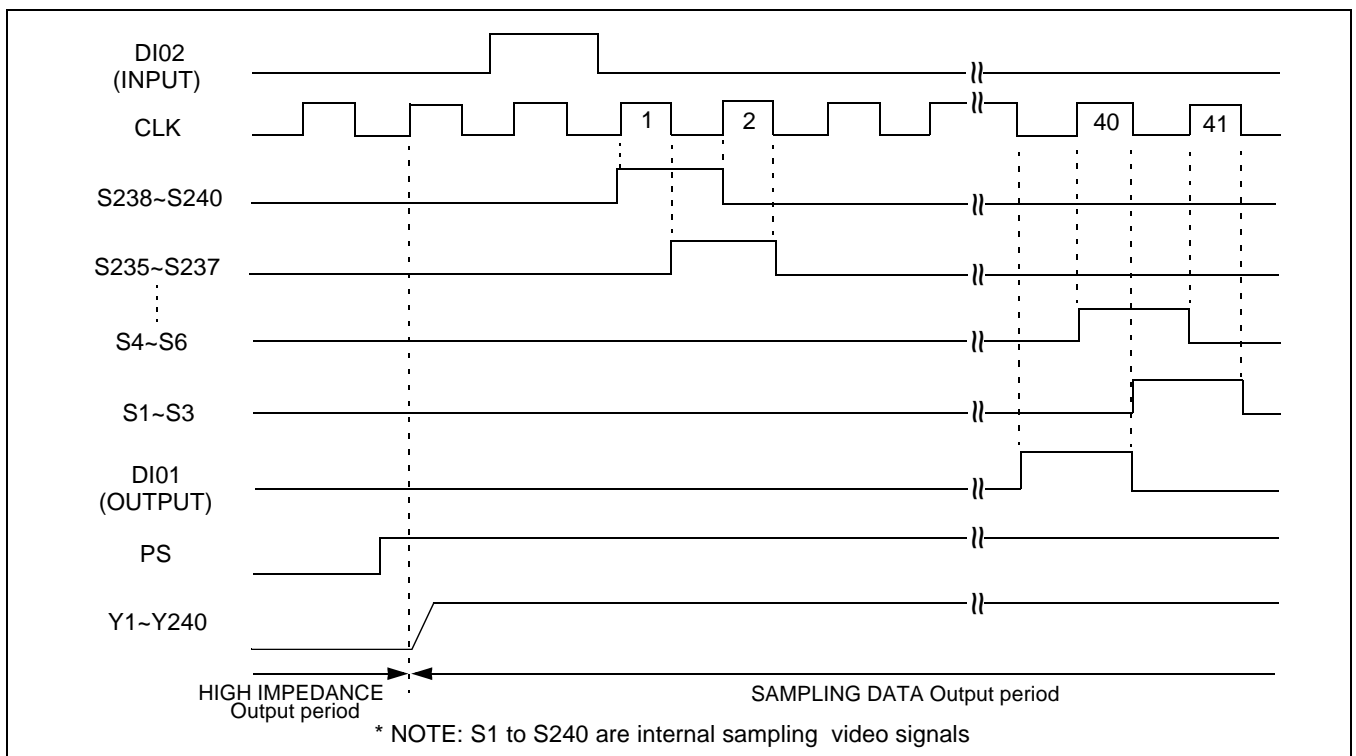 DI02
(INPUT)
CLK
1
2
40
41
S238~S240
S235~S237
S4~S6
S1~S3
DI01
(OUTPUT)
PS
Y1~Y240
HIGH IMPEDANCE
Output period
SAMPLING DATA Output period
* NOTE: S1 to S240 are internal sampling video signals